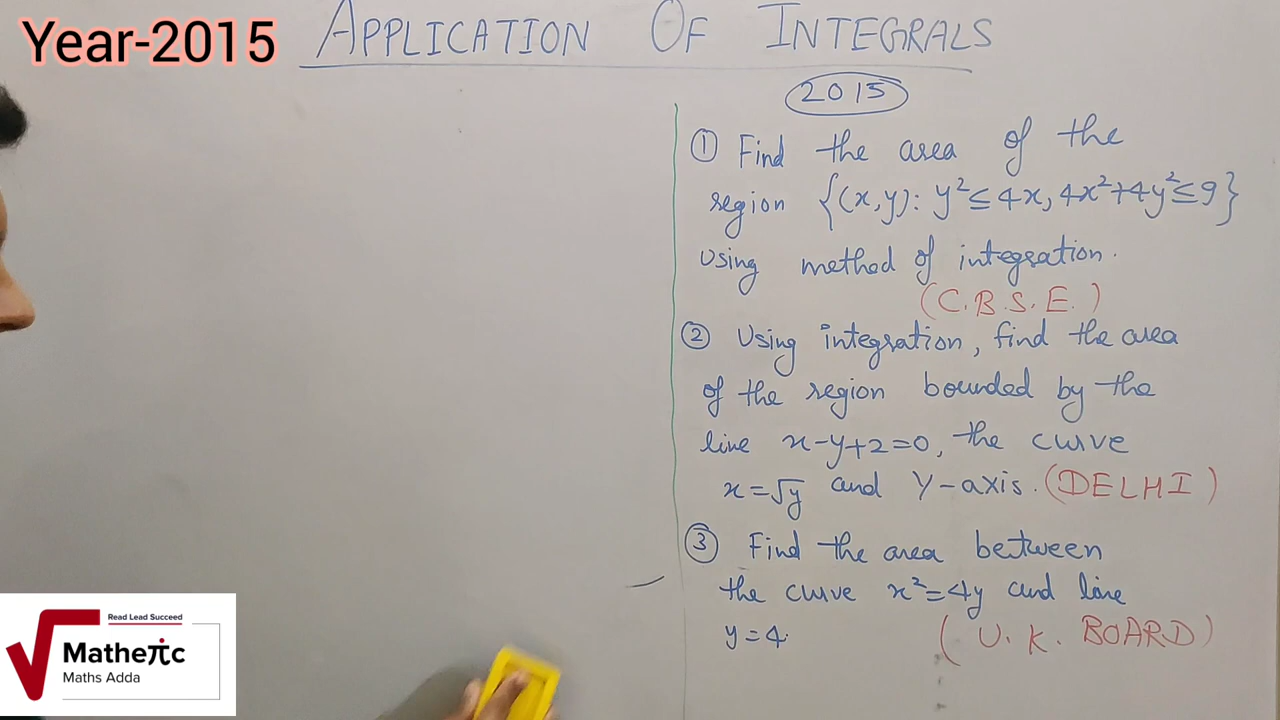 Year-2015
APPLICATION OF INTEGRALS
2015
① Find the area of the
region {(x,y): y²≤4x, 4x²+4y²≤9}
Using method of integration.
(C.B.S.E.)
② Using integration, find the area
of the region bounded by the
line x-y+2=0, the curve
x=√y and Y-axis. (DELHI)
③ Find the area between
the curve x²=4y and line
y=4. (U.K. BOARD)
Read Lead Succeed
Matheπc
Maths Adda